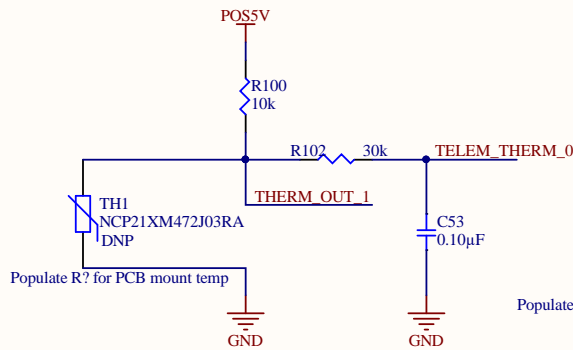 POS5V
R100
10k
R102
30k
TELEM_THERM_0
THERM_OUT_1
TH1
NCP21XM472J03RA
DNP
C53
0.10µF
Populate R? for PCB mount temp
Populate
GND
GND